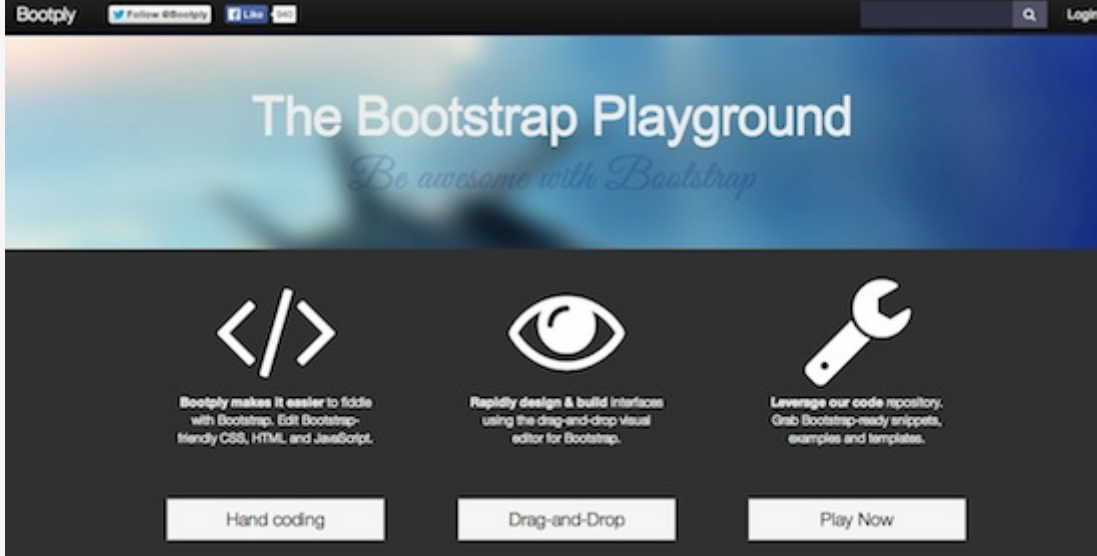 Bootply
Follow @Bootply
Like 940
Login
The Bootstrap Playground
Be awesome with Bootstrap
Bootply makes it easier to fiddle
with Bootstrap. Edit Bootstrap-
friendly CSS, HTML and JavaScript.
Rapidly design & build interfaces
using the drag-and-drop visual
editor for Bootstrap.
Leverage our code repository.
Grab Bootstrap-ready snippets,
examples and templates.
Hand coding
Drag-and-Drop
Play Now